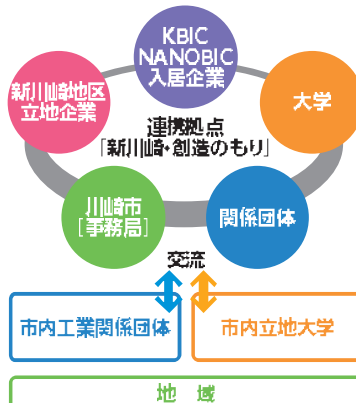 KBIC
NANOBIC
入居企業
新川崎地区
立地企業
大学
連携拠点
「新川崎・創造のもり」
川崎市
[事務局]
関係団体
交流
市内工業関係団体
市内立地大学
地 域